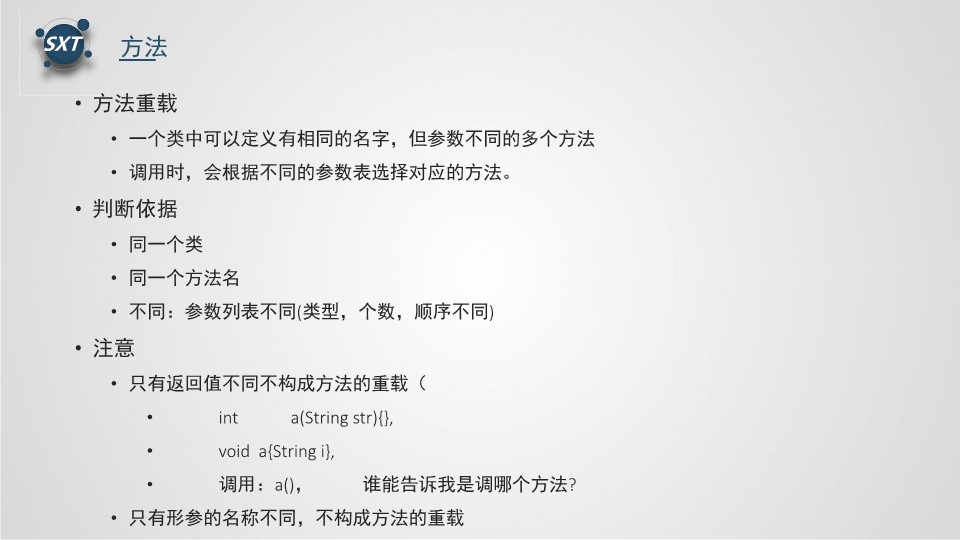 SXT
方法
• 方法重载
• 一个类中可以定义有相同的名字，但参数不同的多个方法
• 调用时，会根据不同的参数表选择对应的方法。
• 判断依据
• 同一个类
• 同一个方法名
• 不同：参数列表不同(类型，个数，顺序不同)
• 注意
• 只有返回值不同不构成方法的重载（
• int a(String str){},
• void a{String i},
• 调用：a()， 谁能告诉我是调哪个方法?
• 只有形参的名称不同，不构成方法的重载